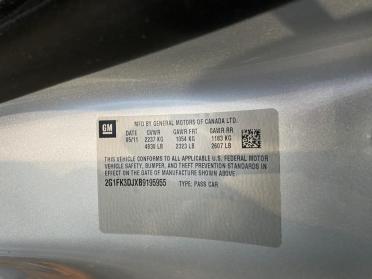 GM
MFD BY GENERAL MOTORS OF CANADA LTD.
DATE GVWR GAWR FRT GAWR RR
05/11 2237 KG 1054 KG 1183 KG
4930 LB 2323 LB 2607 LB
THIS VEHICLE CONFORMS TO ALL APPLICABLE U.S. FEDERAL MOTOR
VEHICLE SAFETY, BUMPER, AND THEFT PREVENTION STANDARDS IN
EFFECT ON THE DATE OF MANUFACTURE SHOWN ABOVE.
2G1FK3DJXB9195955 TYPE: PASS CAR